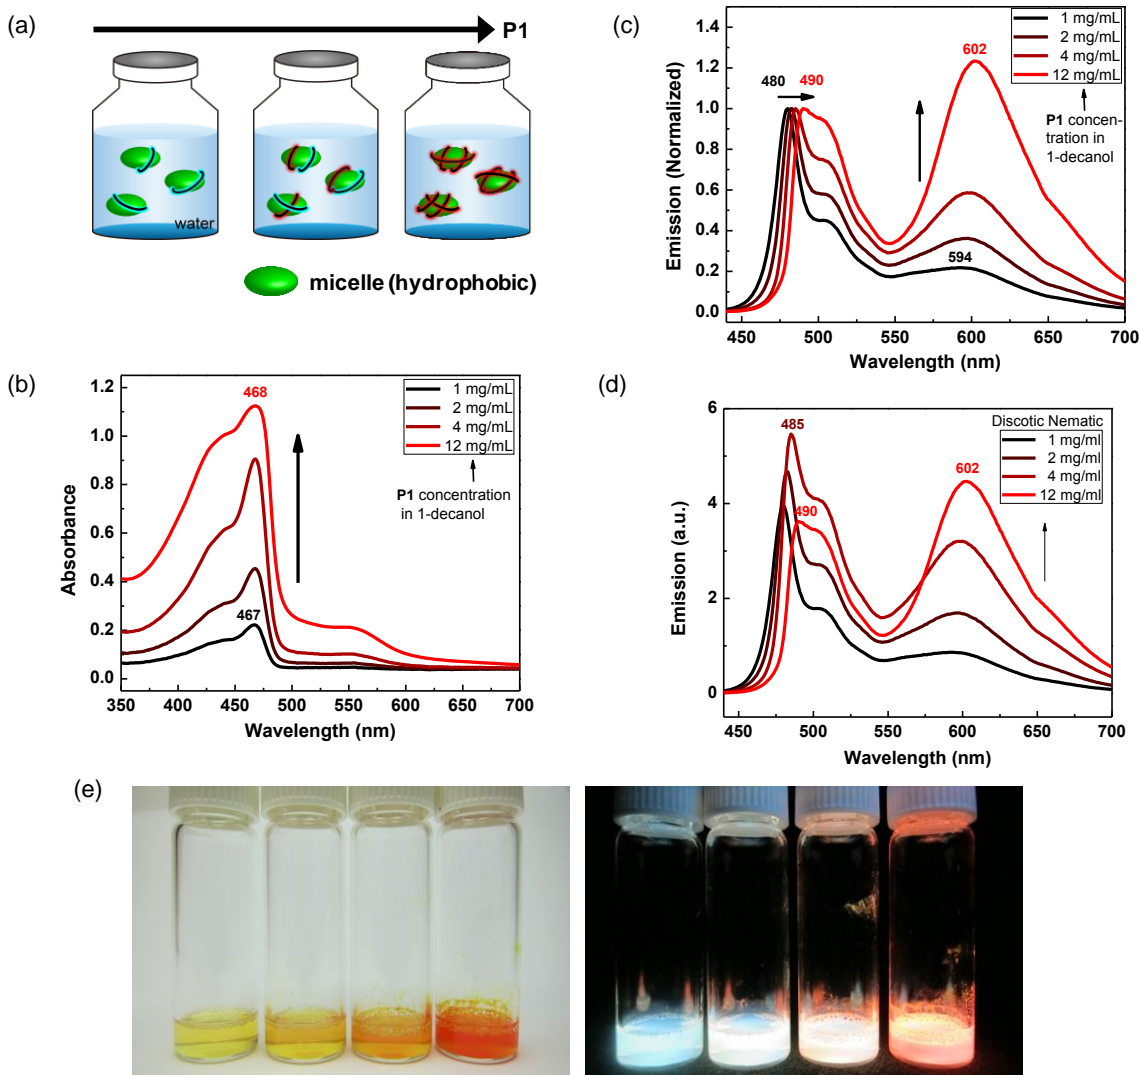 (a)
P1
water
micelle (hydrophobic)
(b)
1.2
1.0
0.8
0.6
0.4
0.2
0.0
Absorbance
468
467
1 mg/mL
2 mg/mL
4 mg/mL
12 mg/mL
P1 concentration
in 1-decanol
350 400 450 500 550 600 650 700
Wavelength (nm)
(c)
1.4
1.2
1.0
0.8
0.6
0.4
0.2
0.0
Emission (Normalized)
480 490
602
594
1 mg/mL
2 mg/mL
4 mg/mL
12 mg/mL
P1 concen-
tration in
1-decanol
450 500 550 600 650 700
Wavelength (nm)
(d)
6
4
2
0
Emission (a.u.)
485
490
602
Discotic Nematic
1 mg/ml
2 mg/ml
4 mg/ml
12 mg/ml
450 500 550 600 650 700
Wavelength (nm)
(e)